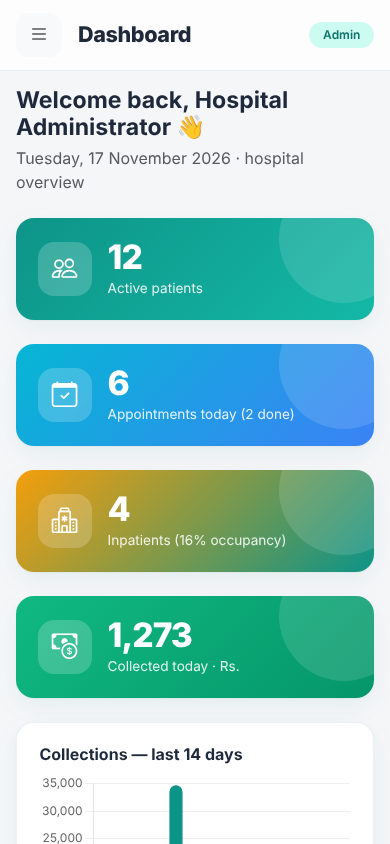 Dashboard
Admin
Welcome back, Hospital
Administrator 👋
Tuesday, 17 November 2026 · hospital
overview
12
Active patients
6
Appointments today (2 done)
4
Inpatients (16% occupancy)
1,273
Collected today · Rs.
Collections — last 14 days
35,000
30,000
25,000